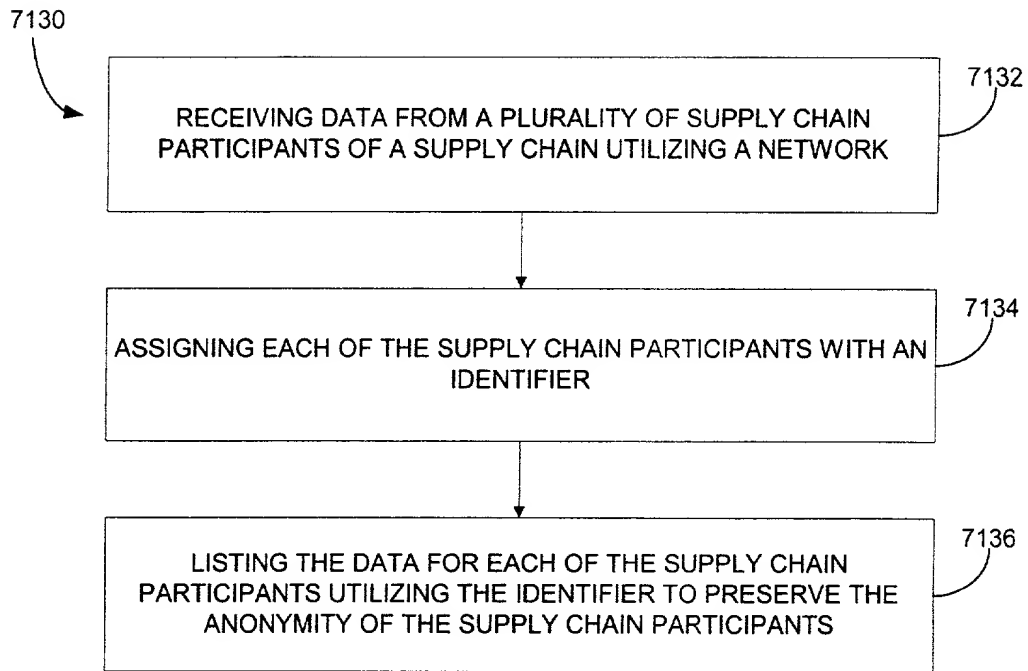 7130
7132
RECEIVING DATA FROM A PLURALITY OF SUPPLY CHAIN
PARTICIPANTS OF A SUPPLY CHAIN UTILIZING A NETWORK
7134
ASSIGNING EACH OF THE SUPPLY CHAIN PARTICIPANTS WITH AN
IDENTIFIER
7136
LISTING THE DATA FOR EACH OF THE SUPPLY CHAIN
PARTICIPANTS UTILIZING THE IDENTIFIER TO PRESERVE THE
ANONYMITY OF THE SUPPLY CHAIN PARTICIPANTS